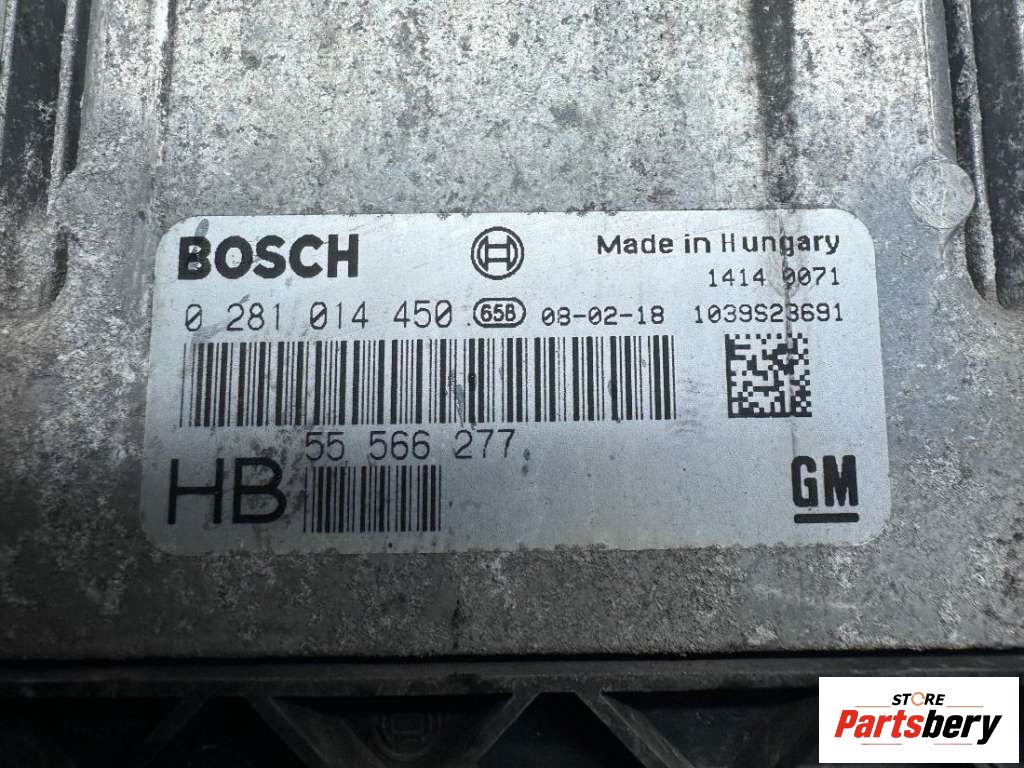 BOSCH
Made in Hungary
1414 0071
0 281 014 450 658 08-02-18 1039S23691
55 566 277
HB
GM
STORE
Partsbery